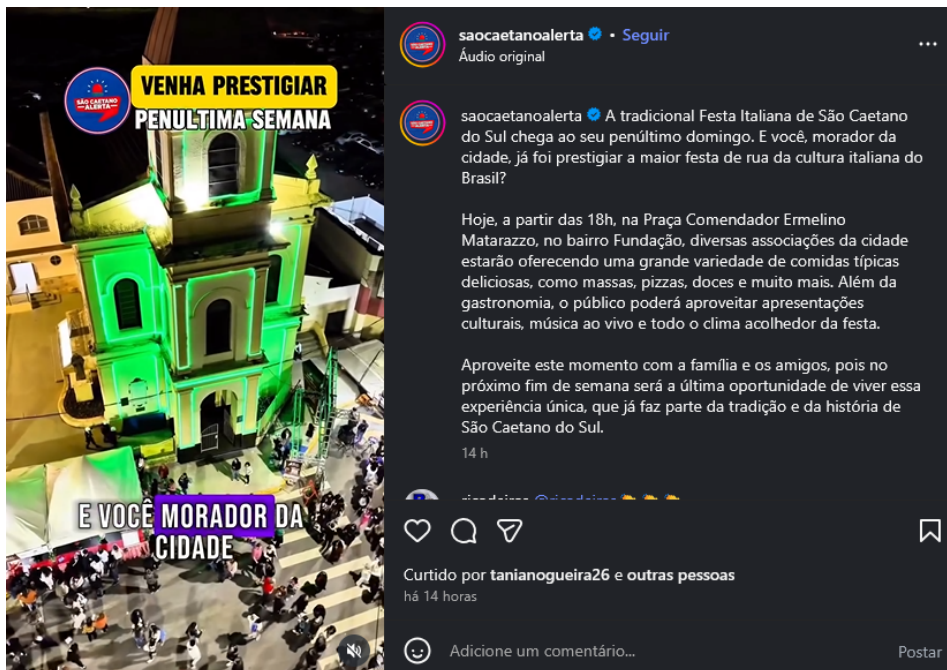 SÃO CAETANO
ALERTA
VENHA PRESTIGIAR
PENÚLTIMA SEMANA
E VOCÊ MORADOR DA
CIDADE
saocaetanoalerta • Seguir
Áudio original
saocaetanoalerta A tradicional Festa Italiana de São Caetano
do Sul chega ao seu penúltimo domingo. E você, morador da
cidade, já foi prestigiar a maior festa de rua da cultura italiana do
Brasil?
Hoje, a partir das 18h, na Praça Comendador Ermelino
Matarazzo, no bairro Fundação, diversas associações da cidade
estarão oferecendo uma grande variedade de comidas típicas
deliciosas, como massas, pizzas, doces e muito mais. Além da
gastronomia, o público poderá aproveitar apresentações
culturais, música ao vivo e todo o clima acolhedor da festa.
Aproveite este momento com a família e os amigos, pois no
próximo fim de semana será a última oportunidade de viver essa
experiência única, que já faz parte da tradição e da história de
São Caetano do Sul.
14 h
Curtido por tanianogueira26 e outras pessoas
há 14 horas
Adicione um comentário...
Postar